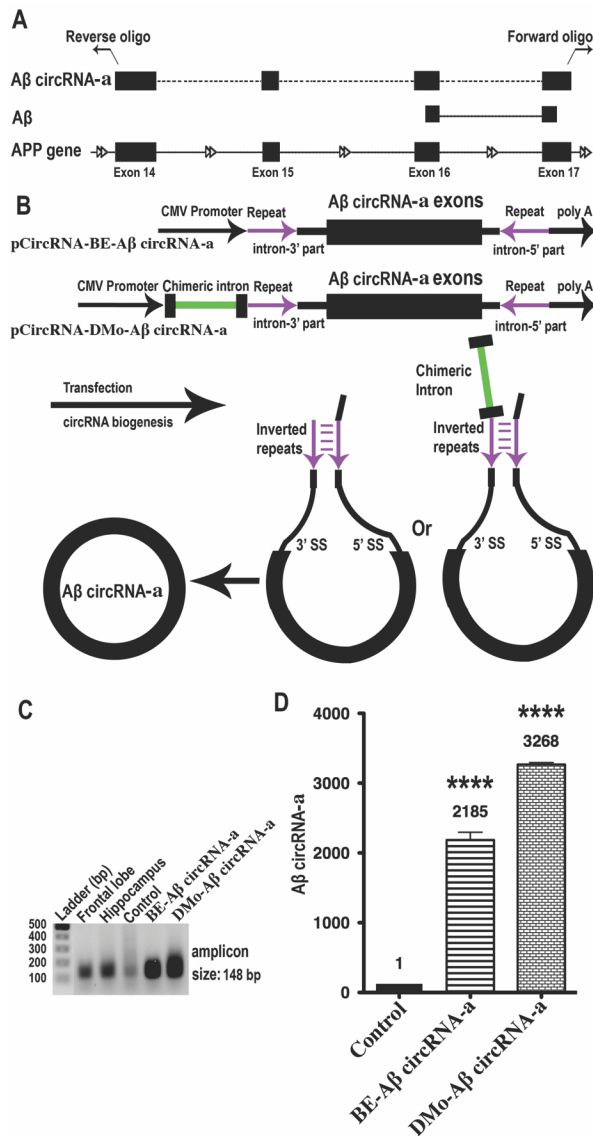 A
Reverse oligo
Forward oligo
Aβ circRNA-a
Aβ
APP gene
Exon 14
Exon 15
Exon 16
Exon 17
B
CMV Promoter
Repeat
Aβ circRNA-a exons
Repeat
poly A
pCircRNA-BE-Aβ circRNA-a
intron-3' part
intron-5' part
CMV Promoter
Chimeric intron
Repeat
Aβ circRNA-a exons
Repeat
poly A
pCircRNA-DMo-Aβ circRNA-a
intron-3' part
intron-5' part
Transfection
circRNA biogenesis
Chimeric
Intron
Inverted
repeats
Inverted
repeats
3' SS
5' SS
Or
3' SS
5' SS
Aβ circRNA-a
C
Ladder (bp)
Frontal lobe
Hippocampus
Control
BE-Aβ circRNA-a
DMo-Aβ circRNA-a
500
400
300
200
100
amplicon
size: 148 bp
D
Aβ circRNA-a
4000
3000
2000
1000
0
1
****
2185
****
3268
Control
BE-Aβ circRNA-a
DMo-Aβ circRNA-a